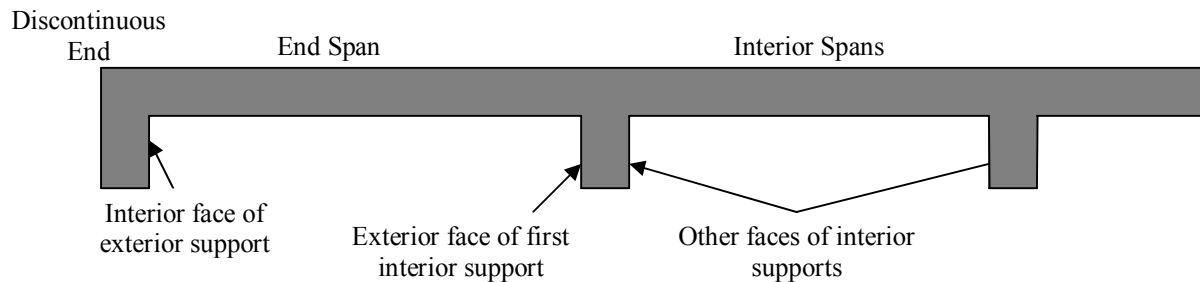 Discontinuous
End
End Span
Interior Spans
Interior face of
exterior support
Exterior face of first
interior support
Other faces of interior
supports